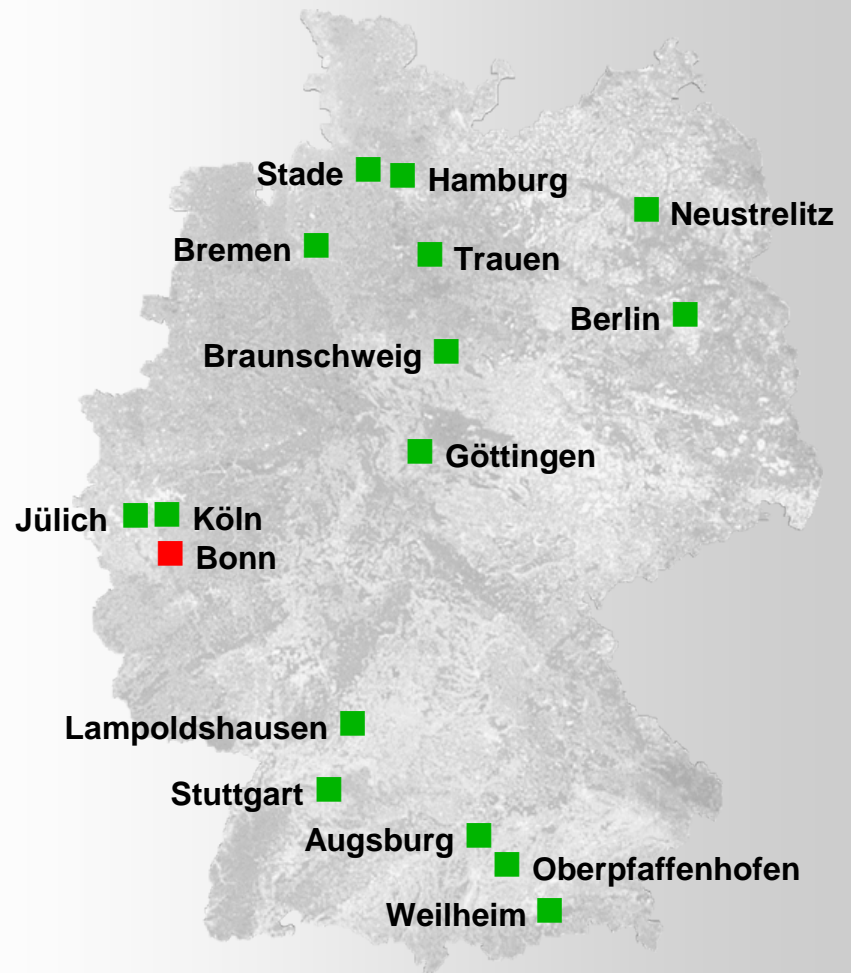 Stade
Hamburg
Neustrelitz
Bremen
Trauen
Berlin
Braunschweig
Göttingen
Jülich
Köln
Bonn
Lampoldshausen
Stuttgart
Augsburg
Oberpfaffenhofen
Weilheim